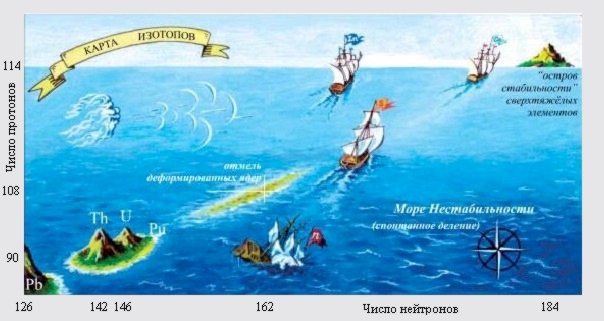 КАРТА ИЗОТОПОВ
114
"остров
стабильности"
сверхтяжёлых
элементов
Число протонов
отмель
деформированных ядер
108
Море Нестабильности
(спонтанное деление)
Th U
Pu
90
Pb
126 142 146 162 Число нейтронов 184